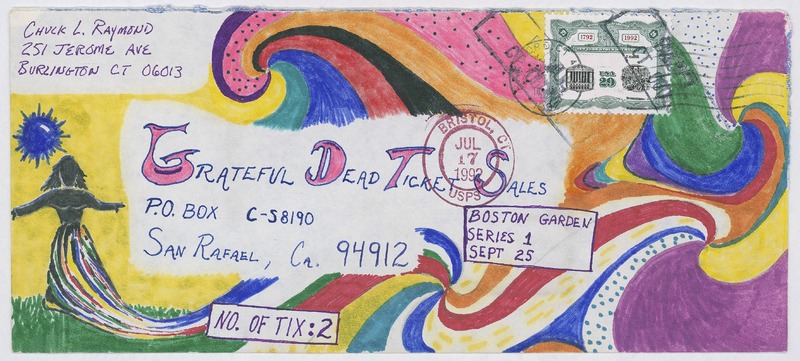 Chuck L. Raymond
251 Jerome Ave
Burlington CT 06013
1792 1992
USA
29
BRISTOL, CT
JUL
17
1992
USPS
Grateful Dead Ticket Sales
P.O. Box C-S8190
San Rafael, Ca. 94912
BOSTON GARDEN
SERIES 1
SEPT 25
NO. OF TIX: 2